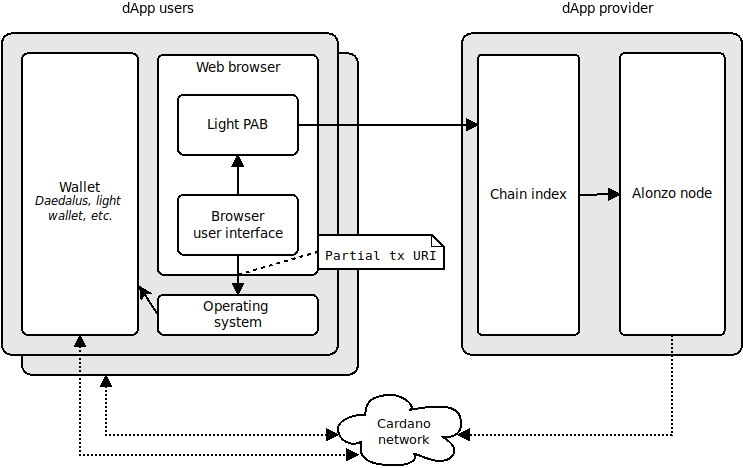 dApp users
dApp provider
Web browser
Light PAB
Wallet
Daedalus, light
wallet, etc.
Browser
user interface
Partial tx URI
Operating
system
Chain index
Alonzo node
Cardano
network